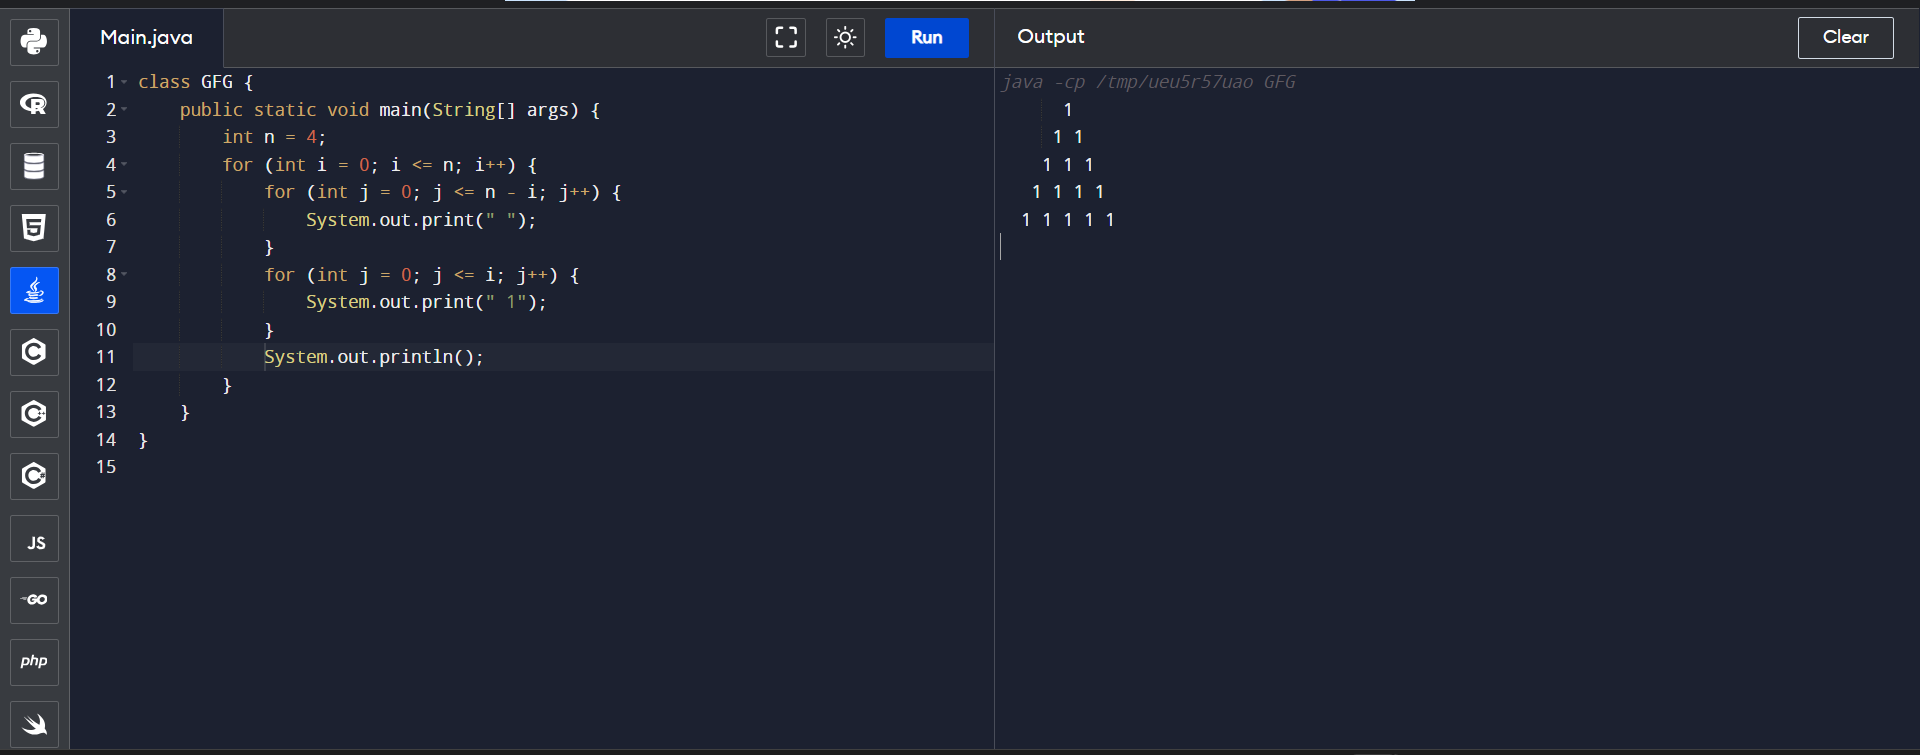 Main.java
Run
Output
Clear
1 class GFG {
2     public static void main(String[] args) {
3         int n = 4;
4         for (int i = 0; i <= n; i++) {
5             for (int j = 0; j <= n - i; j++) {
6                 System.out.print(" ");
7             }
8             for (int j = 0; j <= i; j++) {
9                 System.out.print(" 1");
10             }
11             System.out.println();
12         }
13     }
14 }
15
java -cp /tmp/ueu5r57uao GFG
      1
     1 1
    1 1 1
   1 1 1 1
  1 1 1 1 1
R
5
C
C++
C#
JS
GO
php